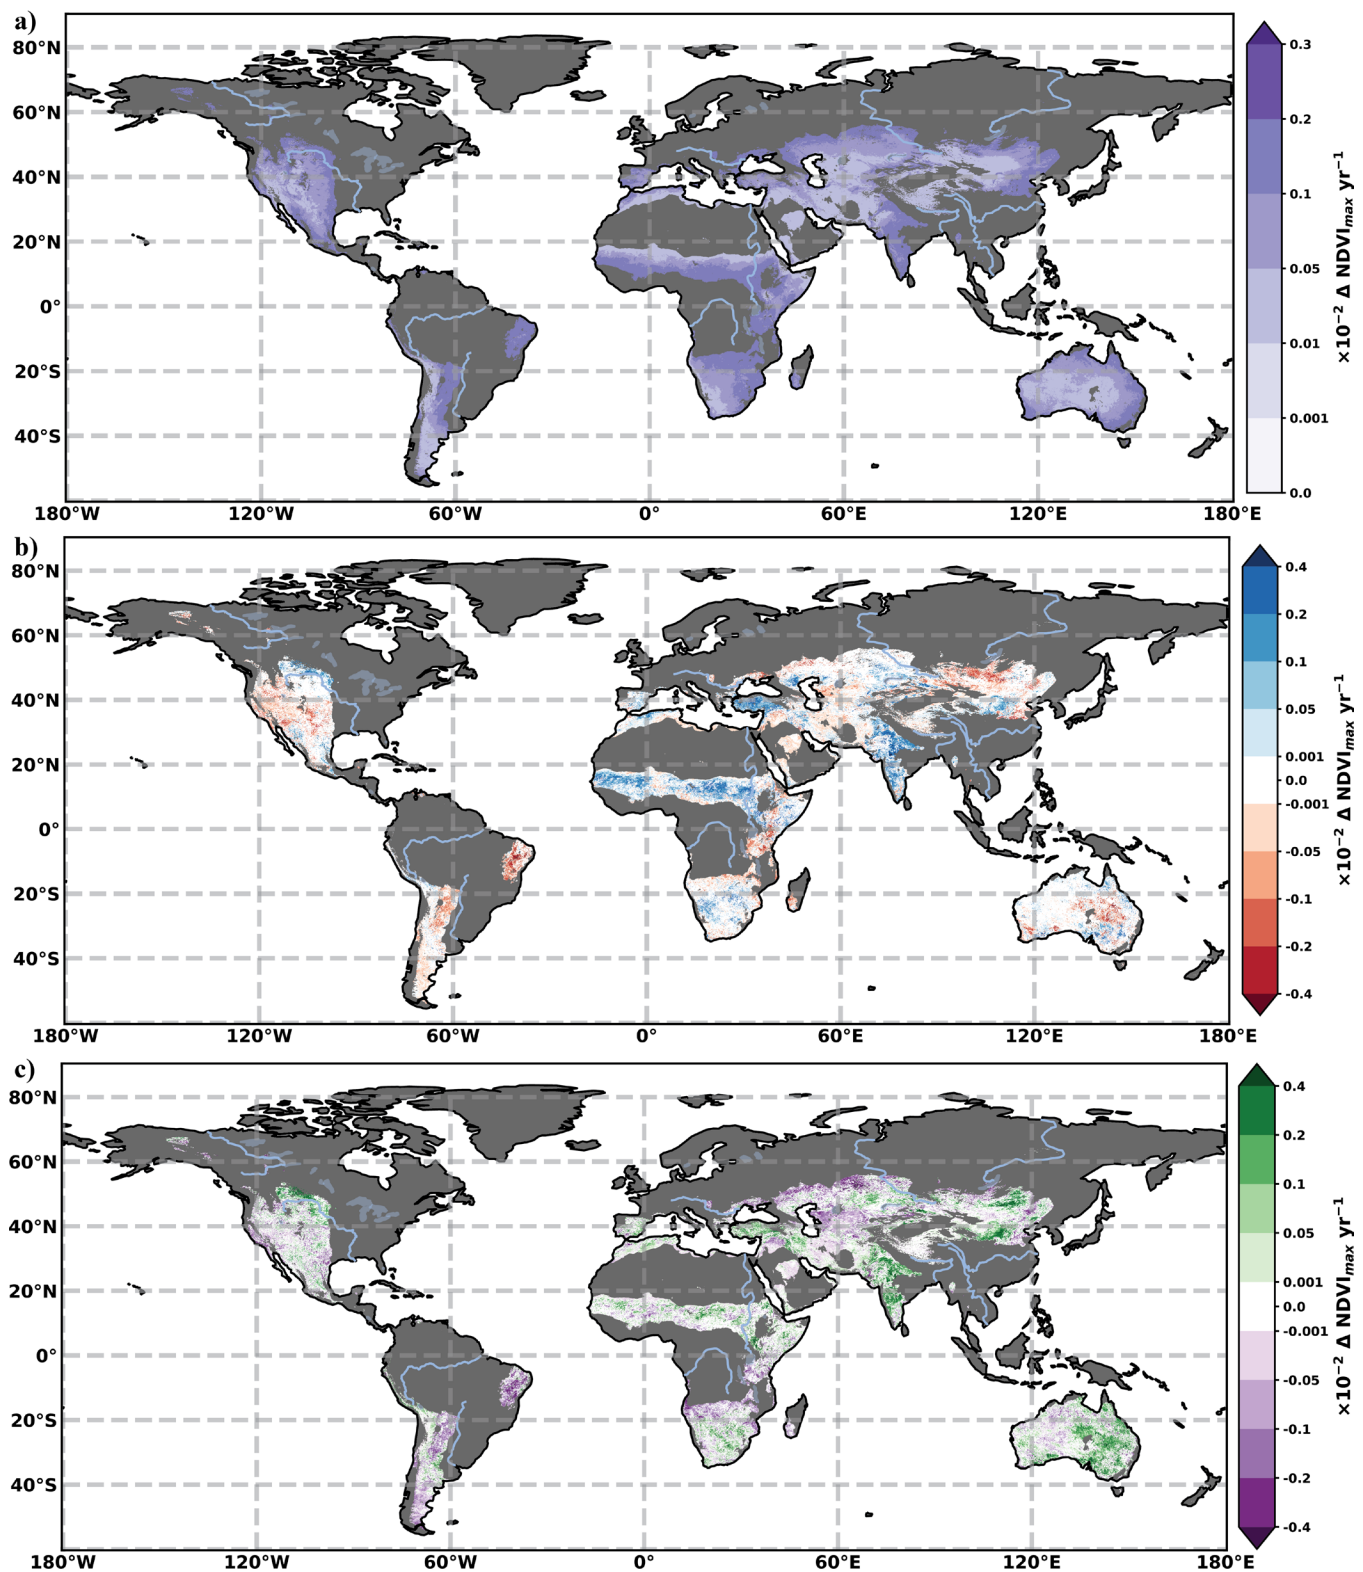 a)
80°N
60°N
40°N
20°N
0°
20°S
40°S
180°W
120°W
60°W
0°
60°E
120°E
180°E
0.3
0.2
0.1
0.05
0.01
0.001
0.0
×10⁻² Δ NDVIₘₐₓ yr⁻¹
b)
80°N
60°N
40°N
20°N
0°
20°S
40°S
180°W
120°W
60°W
0°
60°E
120°E
180°E
0.4
0.2
0.1
0.05
0.001
0.0
-0.001
-0.05
-0.1
-0.2
-0.4
×10⁻² Δ NDVIₘₐₓ yr⁻¹
c)
80°N
60°N
40°N
20°N
0°
20°S
40°S
180°W
120°W
60°W
0°
60°E
120°E
180°E
0.4
0.2
0.1
0.05
0.001
0.0
-0.001
-0.05
-0.1
-0.2
-0.4
×10⁻² Δ NDVIₘₐₓ yr⁻¹